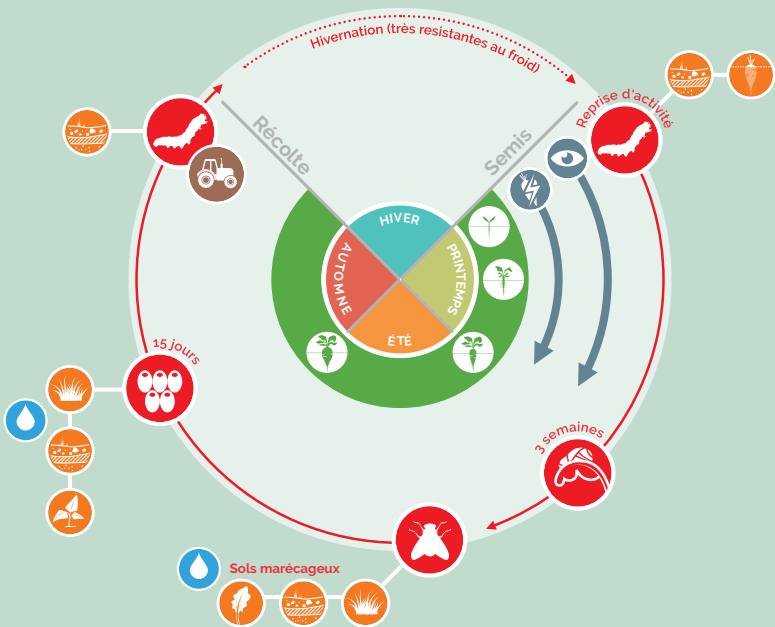 Hivernation (très resistantes au froid)
Reprise d'activité
Récolte
Semis
HIVER
AUTOMNE
PRINTEMPS
ÉTÉ
15 jours
3 semaines
Sols marécageux